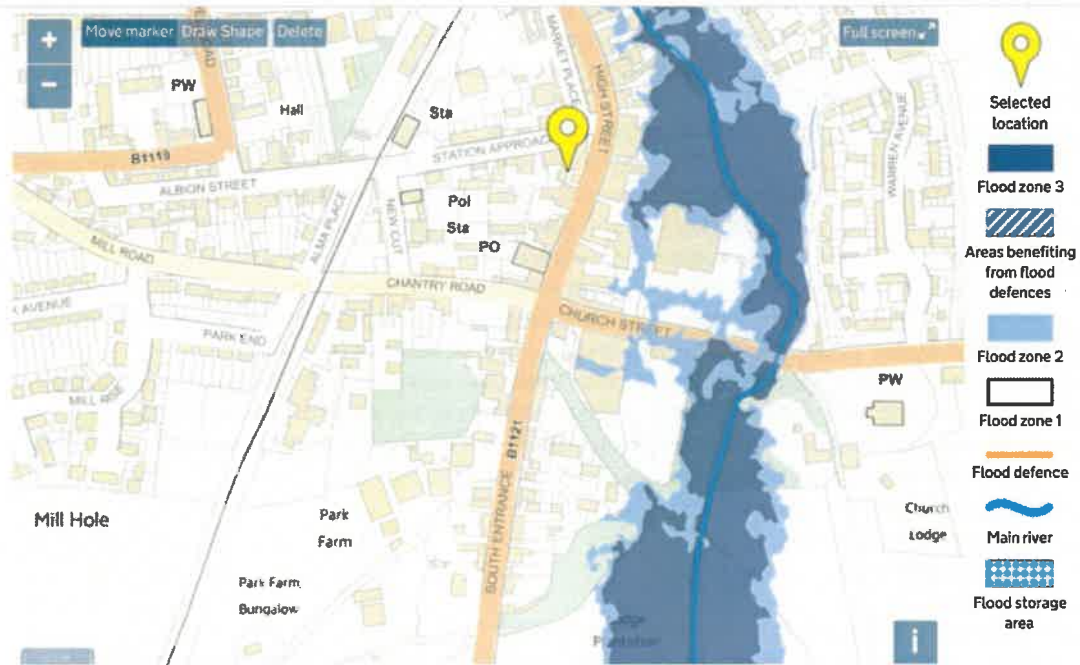 +
−
Move marker
Draw Shape
Delete
Full screen
PW
Hall
Sta
MARKET PLACE
HIGH STREET
STATION APPROACH
B1119
ALBION STREET
ALMA PLACE
NEW CUT
Pol
Sta
PO
MILL ROAD
CHANTRY ROAD
CHURCH STREET
WARREN AVENUE
AVENUE
PARK END
MILL RISE
PW
SOUTH ENTRANCE
B1121
Mill Hole
Park
Farm
Park Farm
Bungalow
Church
Lodge
i
Selected
location
Flood zone 3
Areas benefiting
from flood
defences
Flood zone 2
Flood zone 1
Flood defence
Main river
Flood storage
area